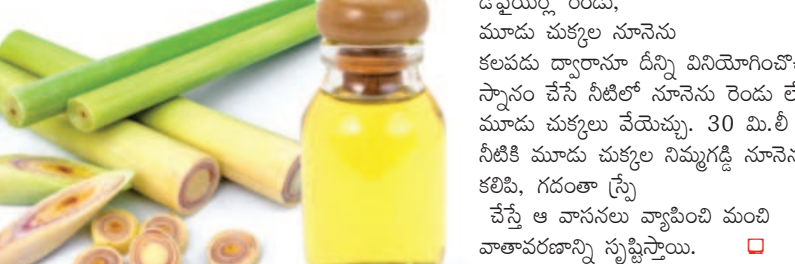 రెండు,
మూడు చుక్కల నూనెను
కలపడు ద్వారానూ దీన్ని
స్నానం చేసే నీటిలో నూనెను రెండు
మూడు చుక్కలు వేయెచ్చు. 30 మి.లీ
నీటికి మూడు చుక్కల నిమ్మగడ్డి
కలిపి, గదంతా స్ప్రే
చేస్తే ఆ వాసనలు వ్యాపించి మంచి
వాతావరణాన్ని సృష్టిస్తాయి.